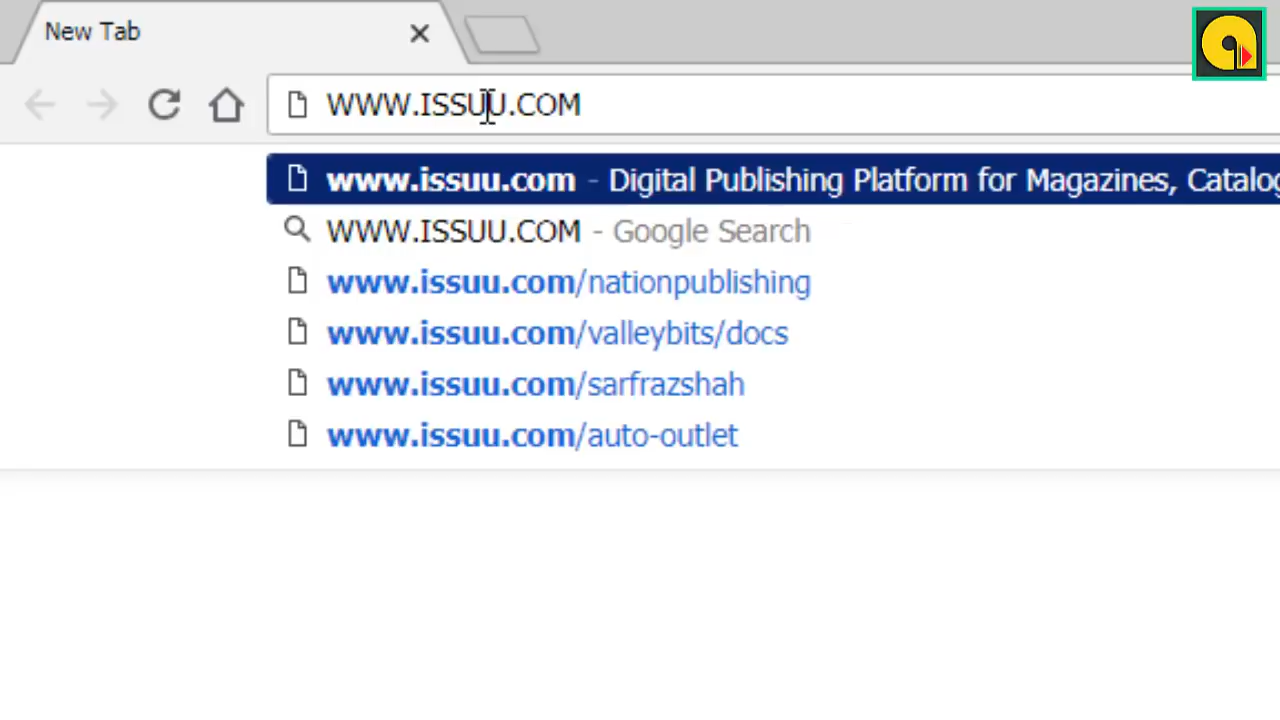 New Tab
WWW.ISSUU.COM
www.issuu.com - Digital Publishing Platform for Magazines,
WWW.ISSUU.COM - Google Search
www.issuu.com/nationpublishing
www.issuu.com/valleybits/docs
www.issuu.com/sarfrazshah
www.issuu.com/auto-outlet